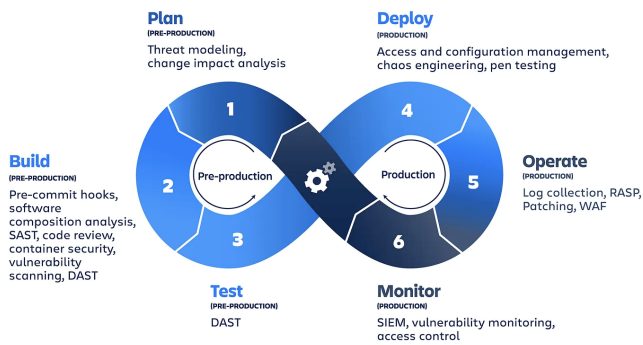 Plan
(PRE-PRODUCTION)
Threat modeling,
change impact analysis
Deploy
(PRODUCTION)
Access and configuration management,
chaos engineering, pen testing
1
4
Build
(PRE-PRODUCTION)
Pre-commit hooks,
software
composition analysis,
SAST, code review,
container security,
vulnerability
scanning, DAST
2
Pre-production
Production
5
Operate
(PRODUCTION)
Log collection, RASP,
Patching, WAF
3
6
Test
(PRE-PRODUCTION)
DAST
Monitor
(PRODUCTION)
SIEM, vulnerability monitoring,
access control